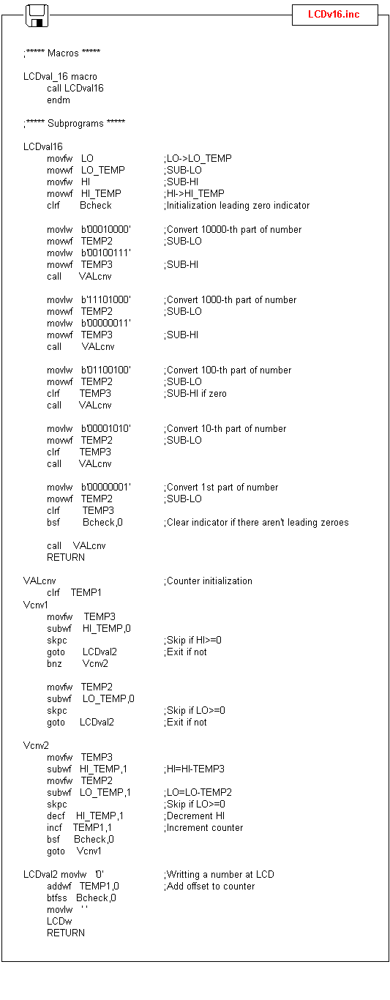 LCDv16.inc
;***** Macros *****
LCDval_16 macro
call LCDval16
endm
;***** Subprograms *****
LCDval16
movfw LO ;LO->LO_TEMP
movwf LO_TEMP ;SUB-LO
movfw HI ;SUB-HI
movwf HI_TEMP ;HI->HI_TEMP
clrf Bcheck ;Initialization leading zero indicator
movlw b'00010000' ;Convert 10000-th part of number
movwf TEMP2 ;SUB-LO
movlw b'00100111'
movwf TEMP3 ;SUB-HI
call VALcnv
movlw b'11101000' ;Convert 1000-th part of number
movwf TEMP2 ;SUB-LO
movlw b'00000011'
movwf TEMP3 ;SUB-HI
call VALcnv
movlw b'01100100' ;Convert 100-th part of number
movwf TEMP2 ;SUB-LO
clrf TEMP3 ;SUB-HI if zero
call VALcnv
movlw b'00001010' ;Convert 10-th part of number
movwf TEMP2 ;SUB-LO
clrf TEMP3
call VALcnv
movlw b'00000001' ;Convert 1st part of number
movwf TEMP2 ;SUB-LO
clrf TEMP3
bsf Bcheck,0 ;Clear indicator if there aren't leading zeroes
call VALcnv
RETURN
VALcnv ;Counter initialization
clrf TEMP1
Vcnv1
movfw TEMP3
subwf HI_TEMP,0
skpc ;Skip if HI>=0
goto LCDval2 ;Exit if not
bnz Vcnv2
movfw TEMP2
subwf LO_TEMP,0
skpc ;Skip if LO>=0
goto LCDval2 ;Exit if not
Vcnv2
movfw TEMP3
subwf HI_TEMP,1 ;HI=HI-TEMP3
movfw TEMP2
subwf LO_TEMP,1 ;LO=LO-TEMP2
skpc ;Skip if LO>=0
decf HI_TEMP,1 ;Decrement HI
incf TEMP1,1 ;Increment counter
bsf Bcheck,0
goto Vcnv1
LCDval2 movlw '0' ;Writting a number at LCD
addwf TEMP1,0 ;Add offset to counter
btfss Bcheck,0
movlw ' '
LCDw
RETURN